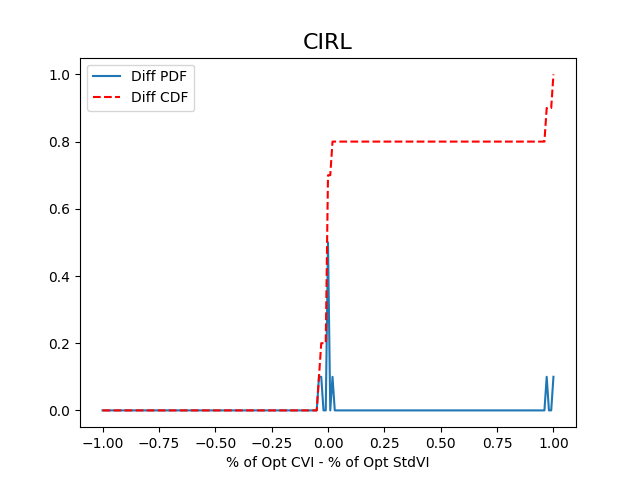 CIRL
Diff PDF
Diff CDF
1.0
0.8
0.6
0.4
0.2
0.0
−1.00 −0.75 −0.50 −0.25 0.00 0.25 0.50 0.75 1.00
% of Opt CVI - % of Opt StdVI